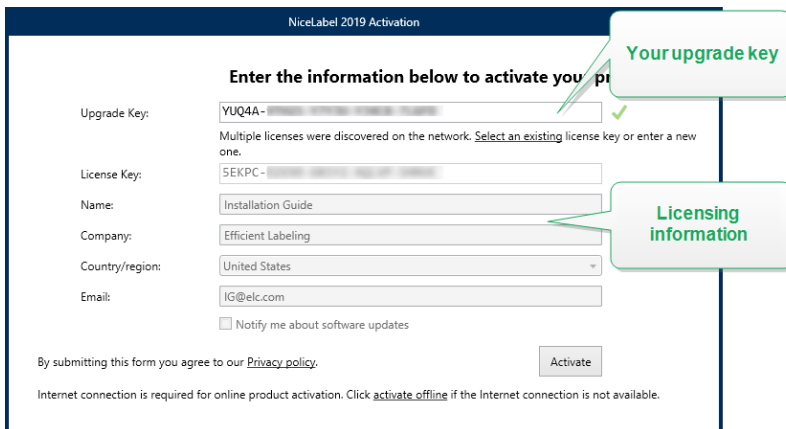 NiceLabel 2019 Activation
Your upgrade key
Enter the information below to activate your pr
Upgrade Key:
YUQ4A-
Multiple licenses were discovered on the network. Select an existing license key or enter a new
one.
License Key:
5EKPC-
Name:
Installation Guide
Licensing
information
Company:
Efficient Labeling
Country/region:
United States
Email:
IG@elc.com
Notify me about software updates
By submitting this form you agree to our Privacy policy.
Activate
Internet connection is required for online product activation. Click activate offline if the Internet connection is not available.